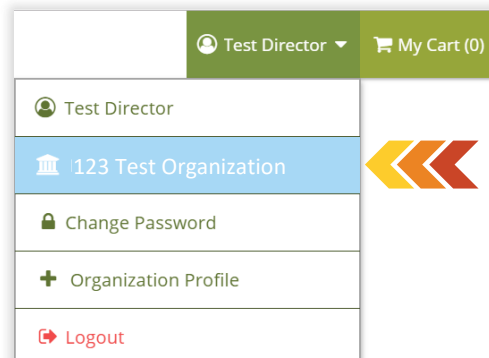 Test Director
My Cart (0)
Test Director
123 Test Organization
Change Password
Organization Profile
Logout